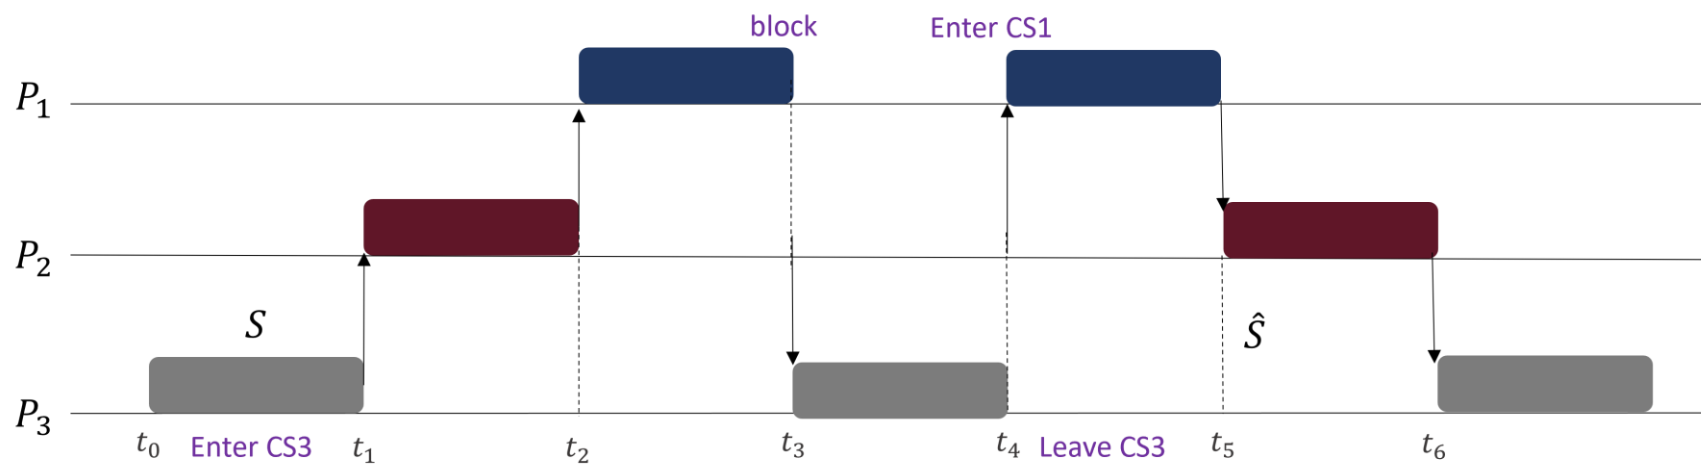 block
Enter CS1
P₁
P₂
S
Ŝ
P₃
t₀
Enter CS3
t₁
t₂
t₃
t₄
Leave CS3
t₅
t₆